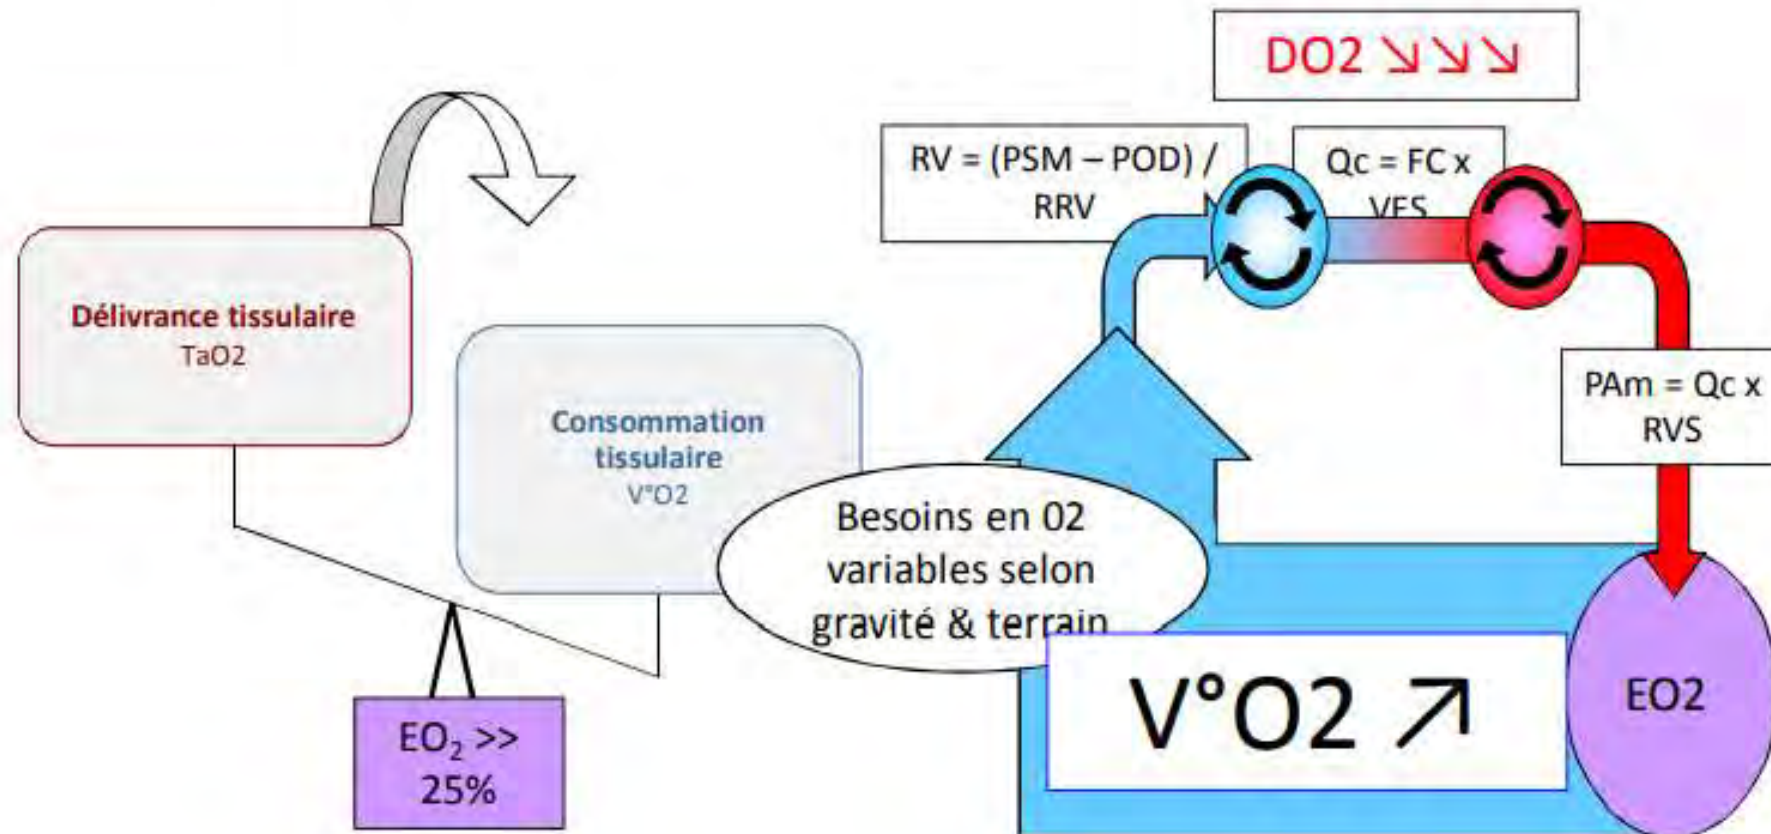 DO2 ↘ ↘ ↘
RV = (PSM – POD) /
RRV
Qc = FC x
VES
Délivrance tissulaire
TaO2
Consommation
tissulaire
V°O2
PAm = Qc x
RVS
Besoins en 02
variables selon
gravité & terrain
V°O2 ↗
EO2
EO₂ >>
25%